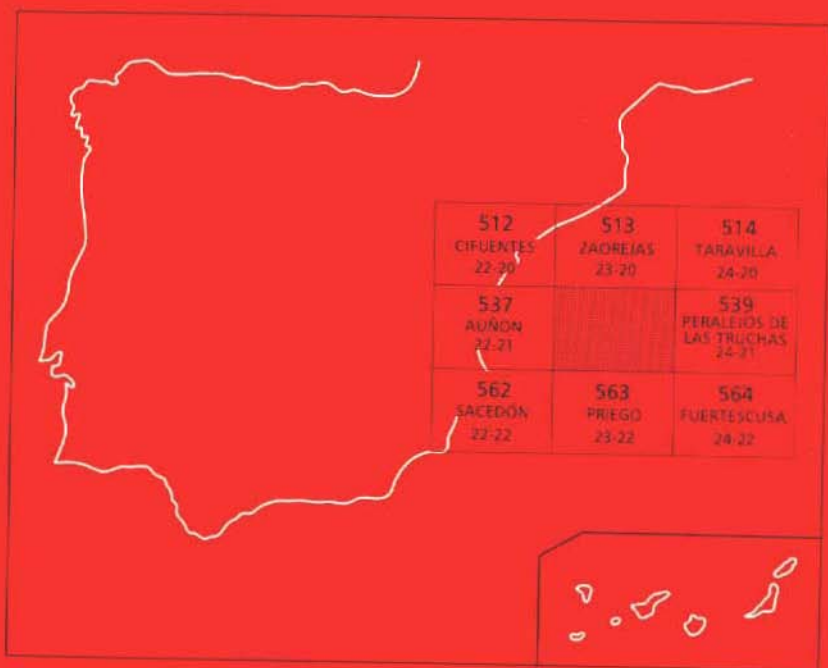 512
CIFUENTES
22-20
513
ZAOREJAS
23-20
514
TARAVILLA
24-20
537
AUÑON
22-21
539
PERALEJOS DE
LAS TRUCHAS
24-21
562
SACEDÓN
22-22
563
PRIEGO
23-22
564
FUERTESCUSA
24-22